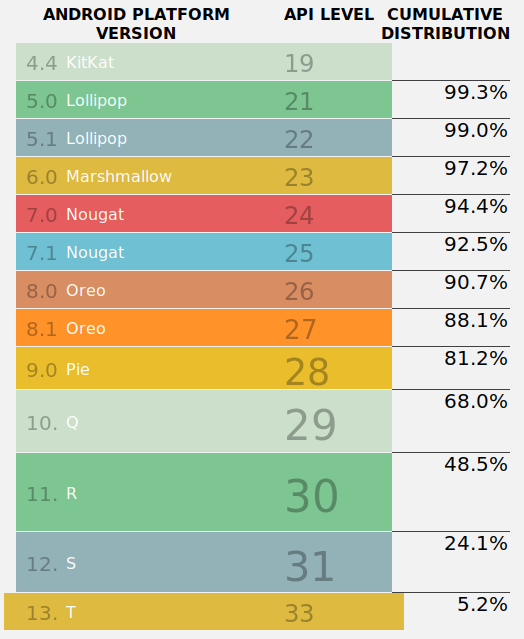 ANDROID PLATFORM VERSION API LEVEL CUMULATIVE DISTRIBUTION
4.4 KitKat 19
99.3%
5.0 Lollipop 21
99.0%
5.1 Lollipop 22
97.2%
6.0 Marshmallow 23
94.4%
7.0 Nougat 24
92.5%
7.1 Nougat 25
90.7%
8.0 Oreo 26
88.1%
8.1 Oreo 27
81.2%
9.0 Pie 28
68.0%
10. Q 29
48.5%
11. R 30
24.1%
12. S 31
5.2%
13. T 33